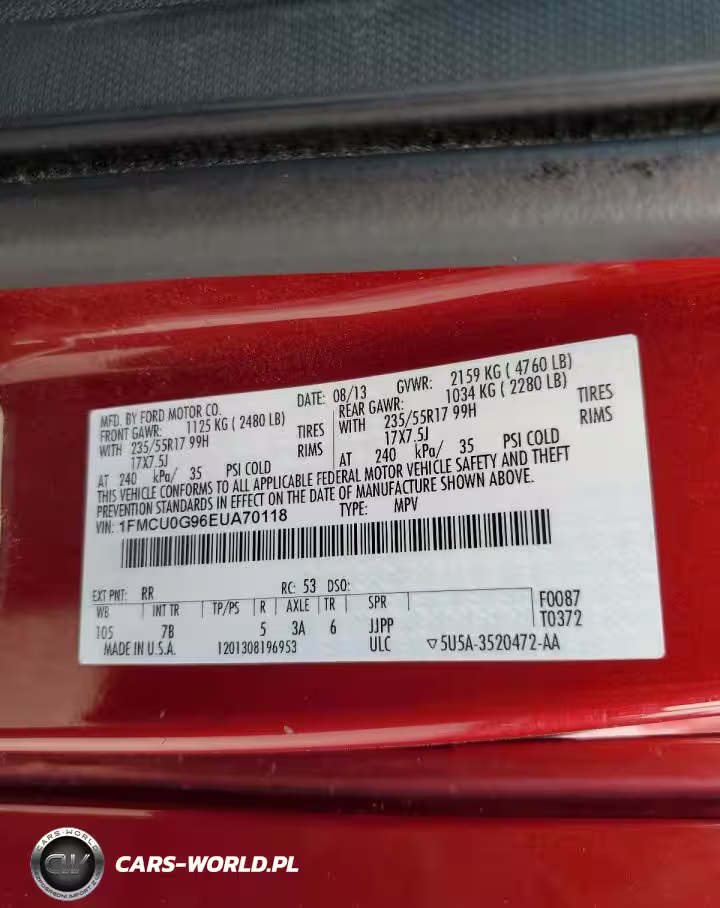 MFD. BY FORD MOTOR CO. DATE: 08/13 GVWR: 2159 KG ( 4760 LB)
FRONT GAWR: 1125 KG ( 2480 LB) REAR GAWR: 1034 KG ( 2280 LB)
WITH 235/55R17 99H TIRES WITH 235/55R17 99H TIRES
17X7.5J RIMS 17X7.5J RIMS
AT 240 kPa/ 35 PSI COLD AT 240 kPa/ 35 PSI COLD
THIS VEHICLE CONFORMS TO ALL APPLICABLE FEDERAL MOTOR VEHICLE SAFETY AND THEFT
PREVENTION STANDARDS IN EFFECT ON THE DATE OF MANUFACTURE SHOWN ABOVE.
VIN: 1FMCU0G96EUA70118 TYPE: MPV
EXT PNT: RR RC: 53 DSO:
WB INT TR TP/PS R AXLE TR SPR F0087
105 7B 5 3A 6 JJPP T0372
MADE IN U.S.A. 1201308196953 ULC ▽5U5A-3520472-AA
CARS-WORLD
CW
CARS-WORLD.PL